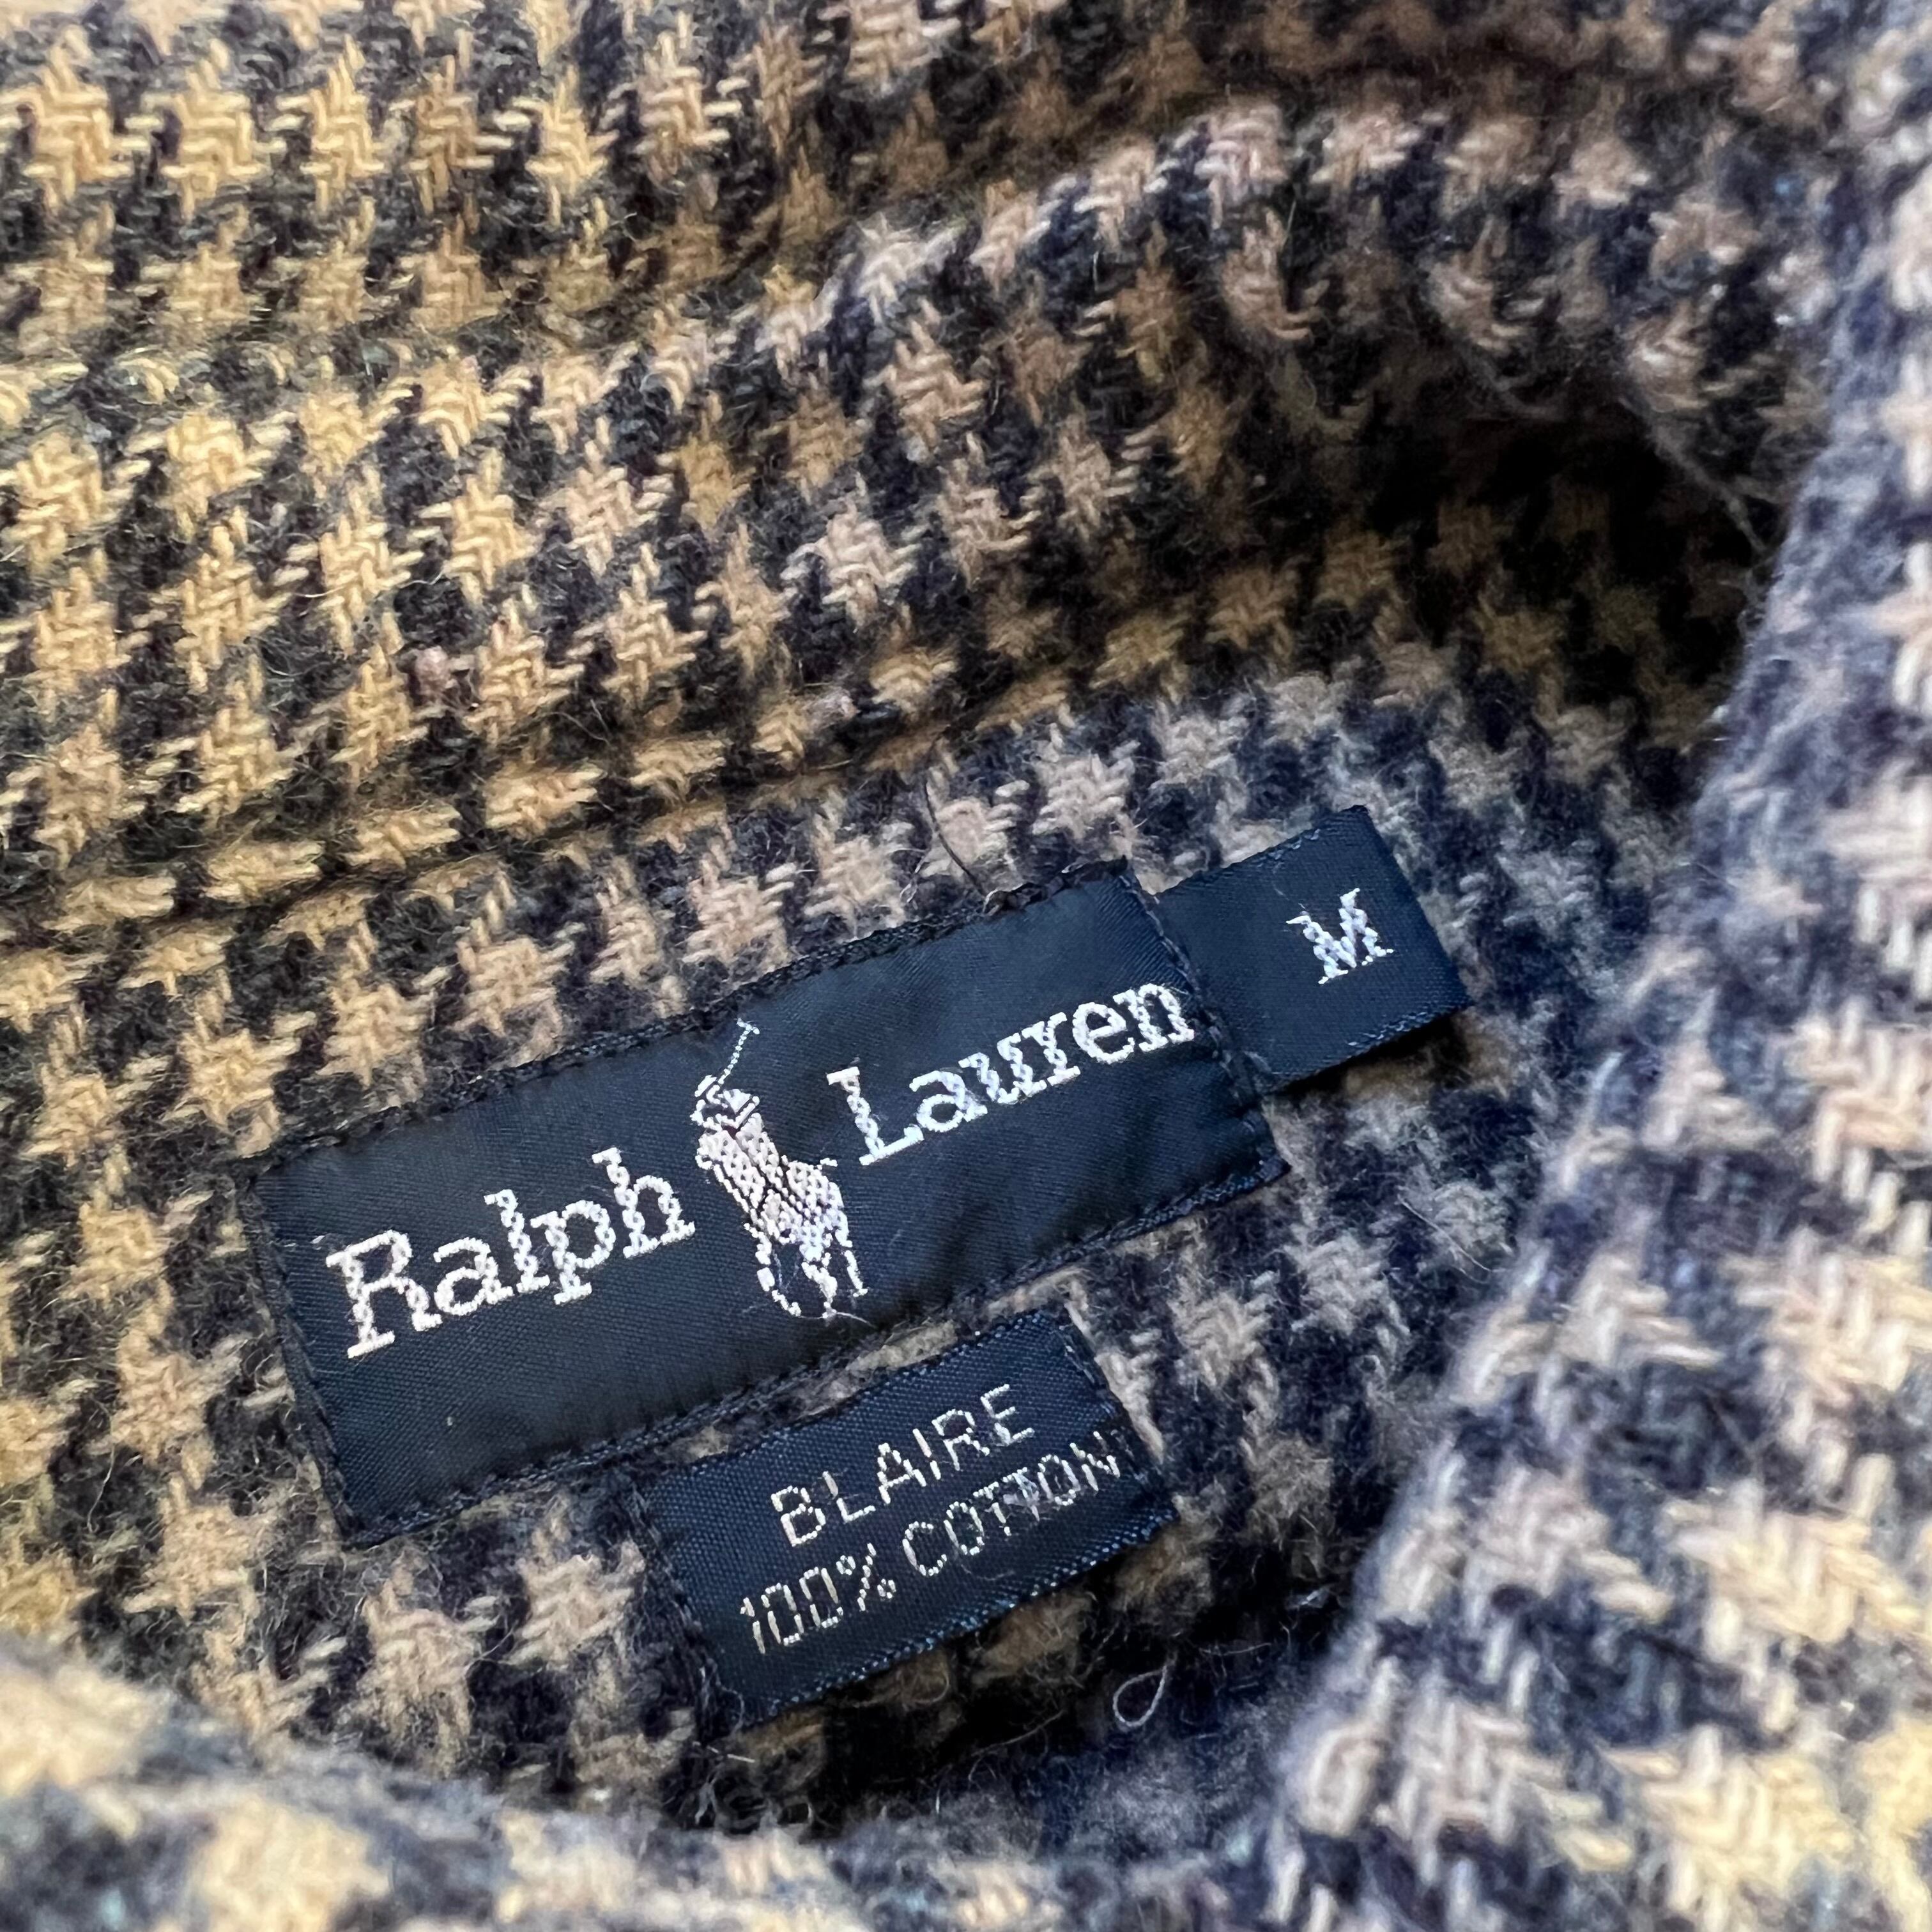 Ralph Lauren
M
BLAIRE
100% COTTON